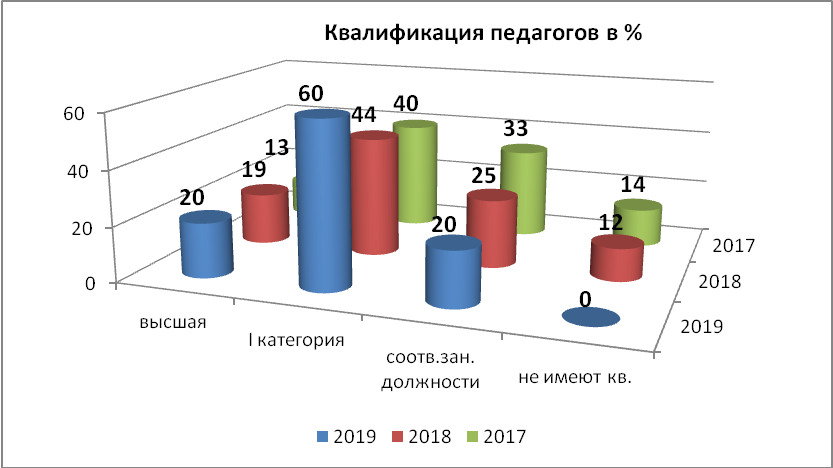 Квалификация педагогов в %
60
40
20
0
20
19
13
60
44
40
20
25
33
0
12
14
высшая
I категория
соотв.зан.
должности
не имеют кв.
2017
2018
2019
2019 2018 2017